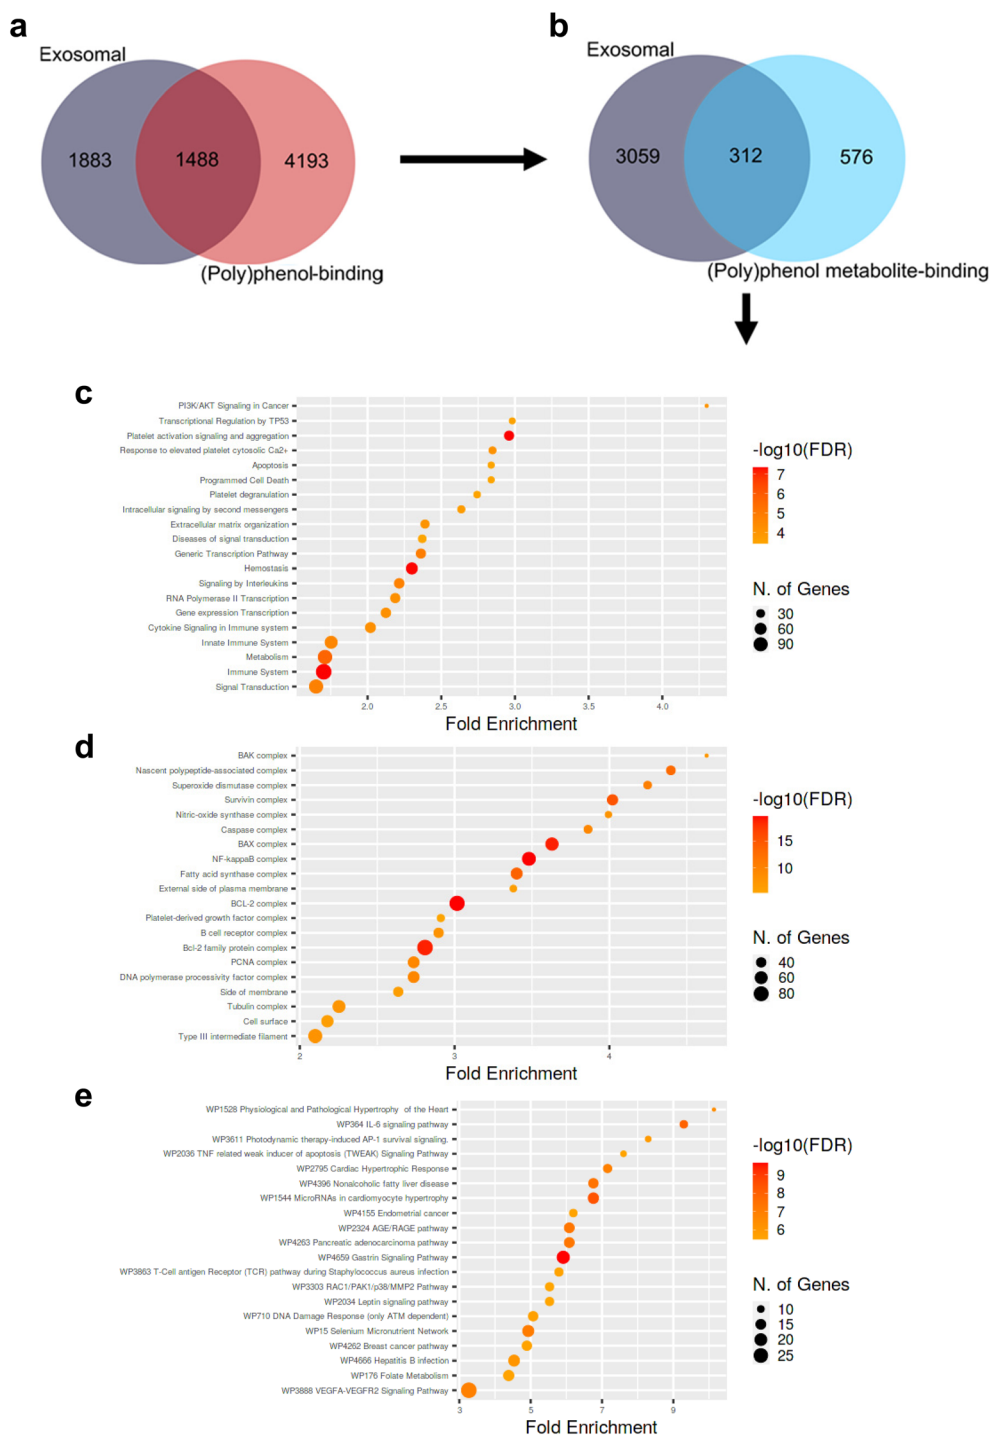 a
Exosomal
1883
1488
4193
(Poly)phenol-binding
b
Exosomal
3059
312
576
(Poly)phenol metabolite-binding
c
PI3K/AKT Signaling in Cancer
Transcriptional Regulation by TP53
Platelet activation signaling and aggregation
Response to elevated platelet cytosolic Ca2+
Apoptosis
Programmed Cell Death
Platelet degranulation
Intracellular signaling by second messengers
Extracellular matrix organization
Diseases of signal transduction
Generic Transcription Pathway
Hemostasis
Signaling by Interleukins
RNA Polymerase II Transcription
Gene expression Transcription
Cytokine Signaling in Immune system
Innate Immune System
Metabolism
Immune System
Signal Transduction
2.0 2.5 3.0 3.5 4.0
Fold Enrichment
-log10(FDR)
7
6
5
4
N. of Genes
30
60
90
d
BAK complex
Nascent polypeptide-associated complex
Superoxide dismutase complex
Survivin complex
Nitric-oxide synthase complex
Caspase complex
BAX complex
NF-kappaB complex
Fatty acid synthase complex
External side of plasma membrane
BCL-2 complex
Platelet-derived growth factor complex
B cell receptor complex
Bcl-2 family protein complex
PCNA complex
DNA polymerase processivity factor complex
Side of membrane
Tubulin complex
Cell surface
Type III intermediate filament
2 3 4
Fold Enrichment
-log10(FDR)
15
10
N. of Genes
40
60
80
e
WP1528 Physiological and Pathological Hypertrophy of the Heart
WP364 IL-6 signaling pathway
WP3611 Photodynamic therapy-induced AP-1 survival signaling.
WP2036 TNF related weak inducer of apoptosis (TWEAK) Signaling Pathway
WP2795 Cardiac Hypertrophic Response
WP4396 Nonalcoholic fatty liver disease
WP1544 MicroRNAs in cardiomyocyte hypertrophy
WP4155 Endometrial cancer
WP2324 AGE/RAGE pathway
WP4263 Pancreatic adenocarcinoma pathway
WP4659 Gastrin Signaling Pathway
WP3863 T-Cell antigen Receptor (TCR) pathway during Staphylococcus aureus infection
WP3303 RAC1/PAK1/p38/MMP2 Pathway
WP2034 Leptin signaling pathway
WP710 DNA Damage Response (only ATM dependent)
WP15 Selenium Micronutrient Network
WP4262 Breast cancer pathway
WP4666 Hepatitis B infection
WP176 Folate Metabolism
WP3888 VEGFA-VEGFR2 Signaling Pathway
3 5 7 9
Fold Enrichment
-log10(FDR)
9
8
7
6
N. of Genes
10
15
20
25